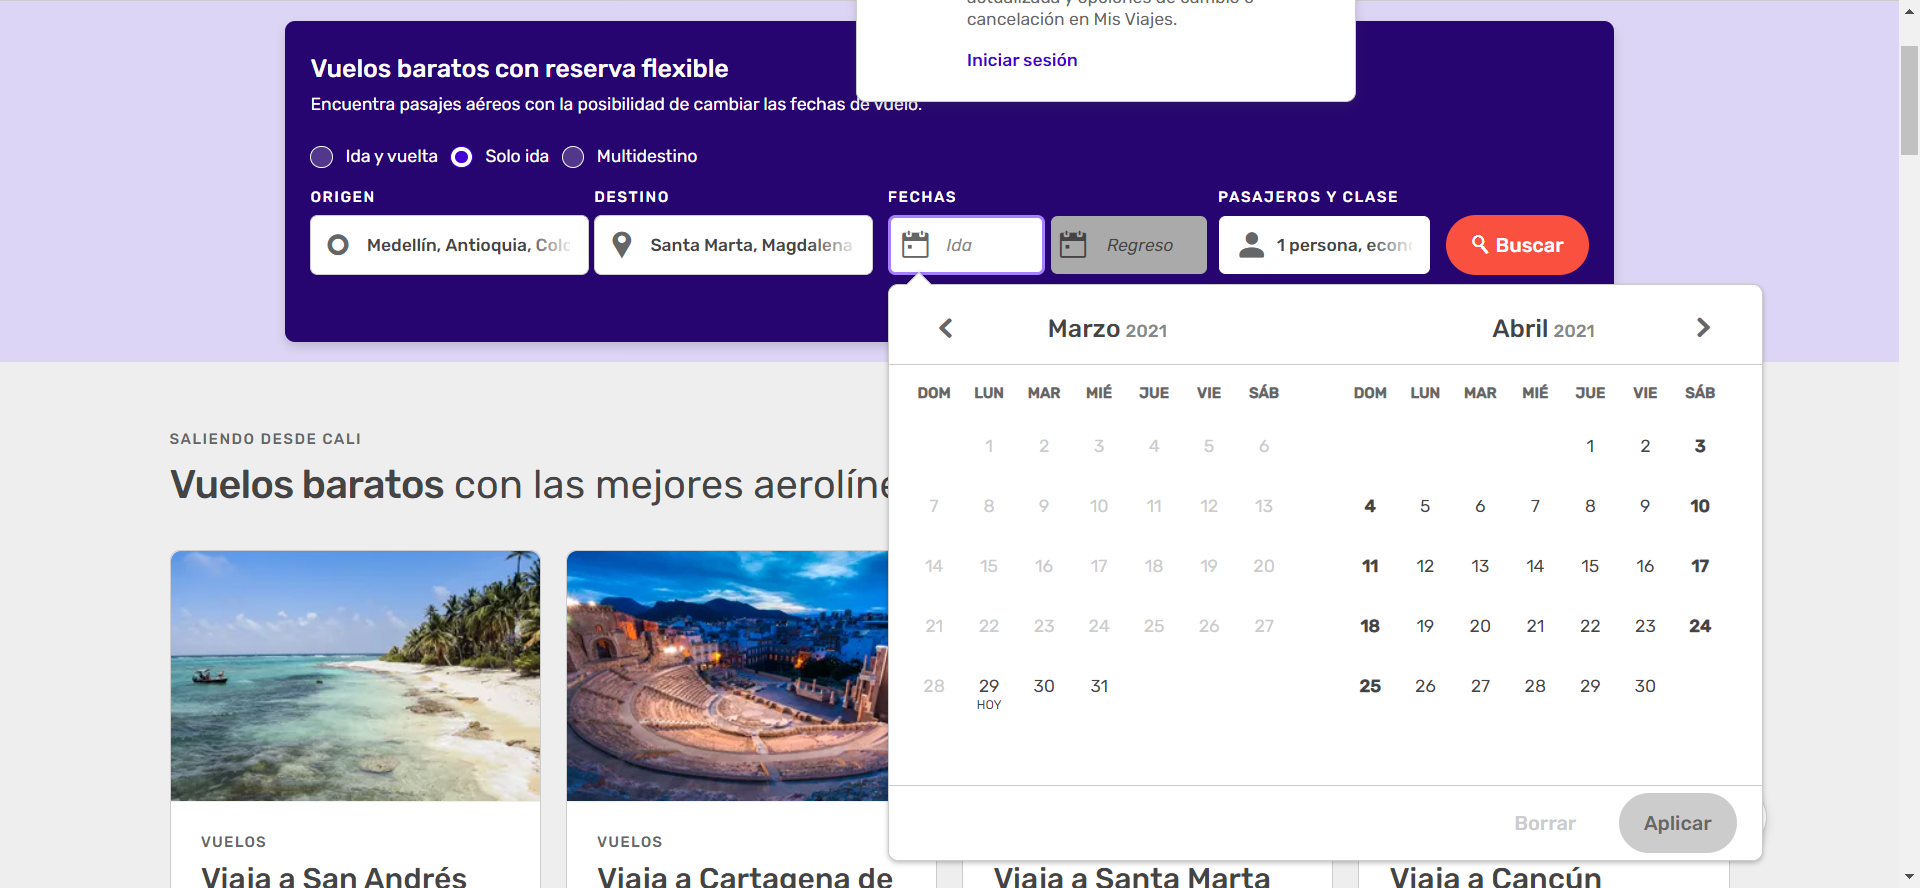 cancelación en Mis Viajes.
Iniciar sesión
Vuelos baratos con reserva flexible
Encuentra pasajes aéreos con la posibilidad de cambiar las fechas de vuelo.
Ida y vuelta Solo ida Multidestino
ORIGEN DESTINO FECHAS PASAJEROS Y CLASE
Medellín, Antioquia, Colo Santa Marta, Magdalena Ida Regreso 1 persona, econ Buscar
Marzo 2021 Abril 2021
DOM LUN MAR MIÉ JUE VIE SÁB DOM LUN MAR MIÉ JUE VIE SÁB
1 2 3 4 5 6 1 2 3
7 8 9 10 11 12 13 4 5 6 7 8 9 10
14 15 16 17 18 19 20 11 12 13 14 15 16 17
21 22 23 24 25 26 27 18 19 20 21 22 23 24
28 29 30 31 25 26 27 28 29 30
HOY
Borrar Aplicar
SALIENDO DESDE CALI
Vuelos baratos con las mejores aerolíne
VUELOS
Viaja a San Andrés
VUELOS
Viaja a Cartagena de
Viaja a Santa Marta
Viaja a Cancún